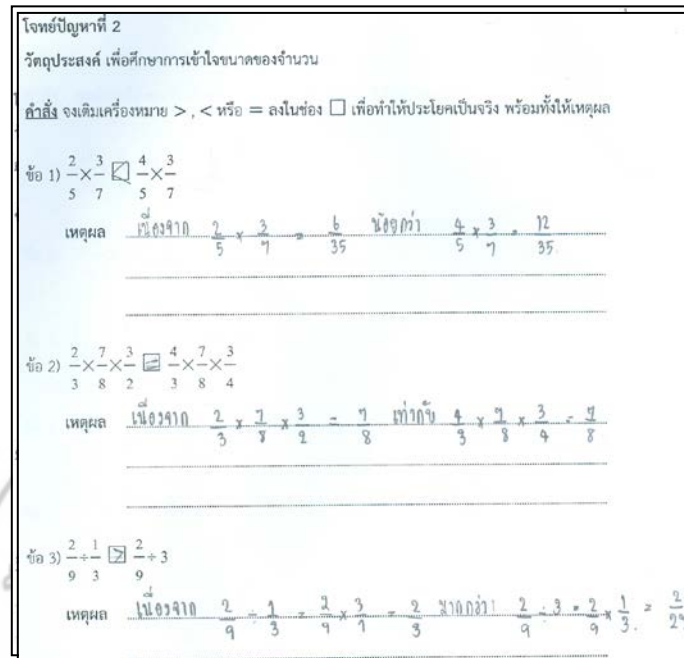 โจทย์ปัญหาที่ 2
วัตถุประสงค์ เพื่อศึกษาการเข้าใจขนาดของจำนวน
คำสั่ง จงเติมเครื่องหมาย > , < หรือ = ลงในช่อง □ เพื่อทำให้ประโยคเป็นจริง พร้อมทั้งให้เหตุผล
ข้อ 1) 2/5 × 3/7 < 4/5 × 3/7
เหตุผล เนื่องจาก 2/5 × 3/7 = 6/35 น้อยกว่า 4/5 × 3/7 = 12/35
ข้อ 2) 2/3 × 7/8 × 3/2 = 4/3 × 7/8 × 3/4
เหตุผล เนื่องจาก 2/3 × 7/8 × 3/2 = 7/8 เท่ากับ 4/3 × 7/8 × 3/4 = 7/8
ข้อ 3) 2/9 ÷ 1/3 > 2/9 ÷ 3
เหตุผล เนื่องจาก 2/9 ÷ 1/3 = 2/9 × 3/1 = 2/3 มากกว่า 2/9 ÷ 3 = 2/9 × 1/3 =